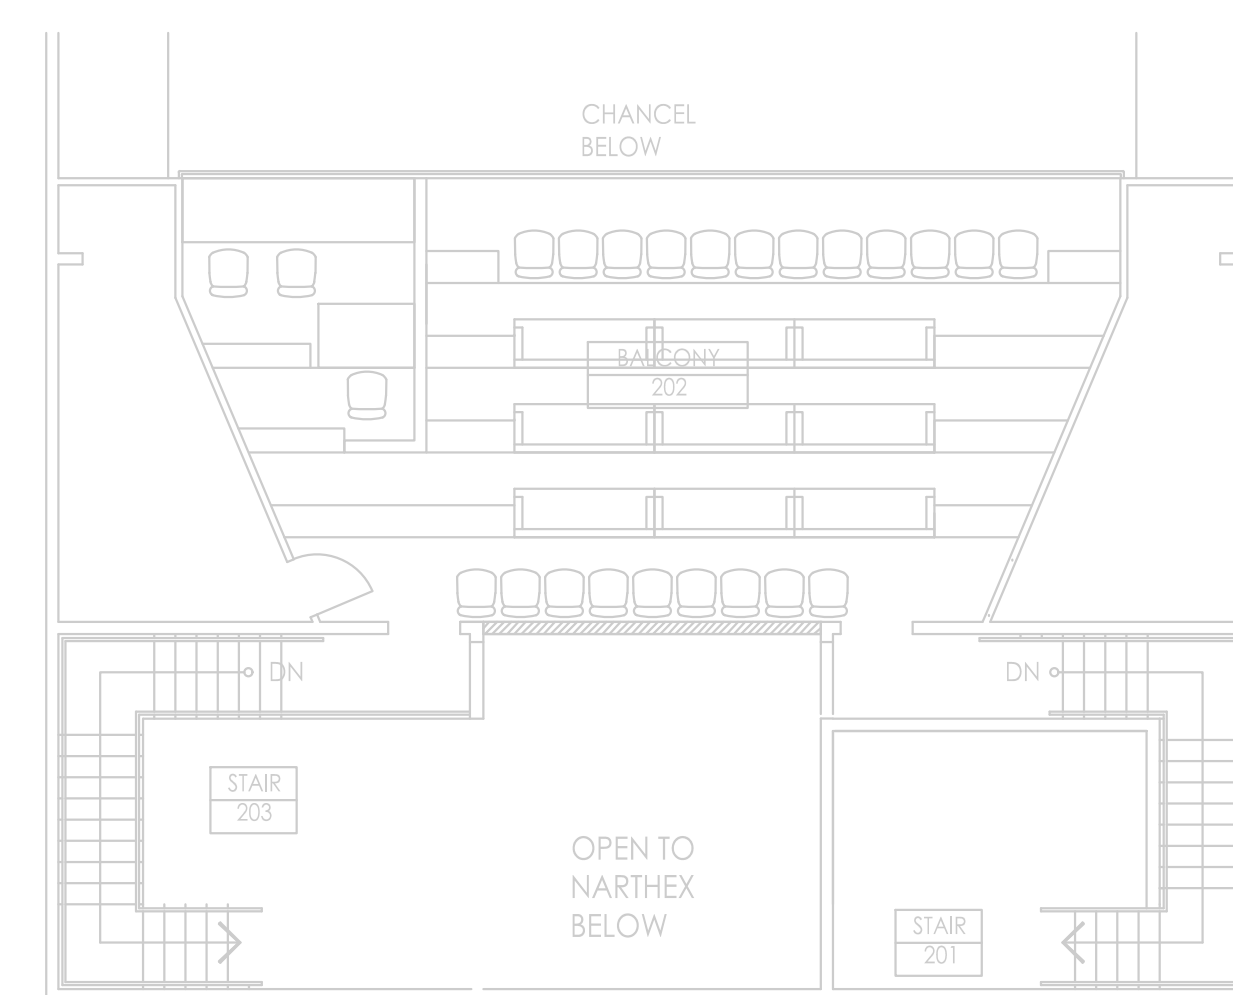 CHANCEL
BELOW
BALCONY
202
DN
DN
STAIR
203
OPEN TO
NARTHEX
BELOW
STAIR
201